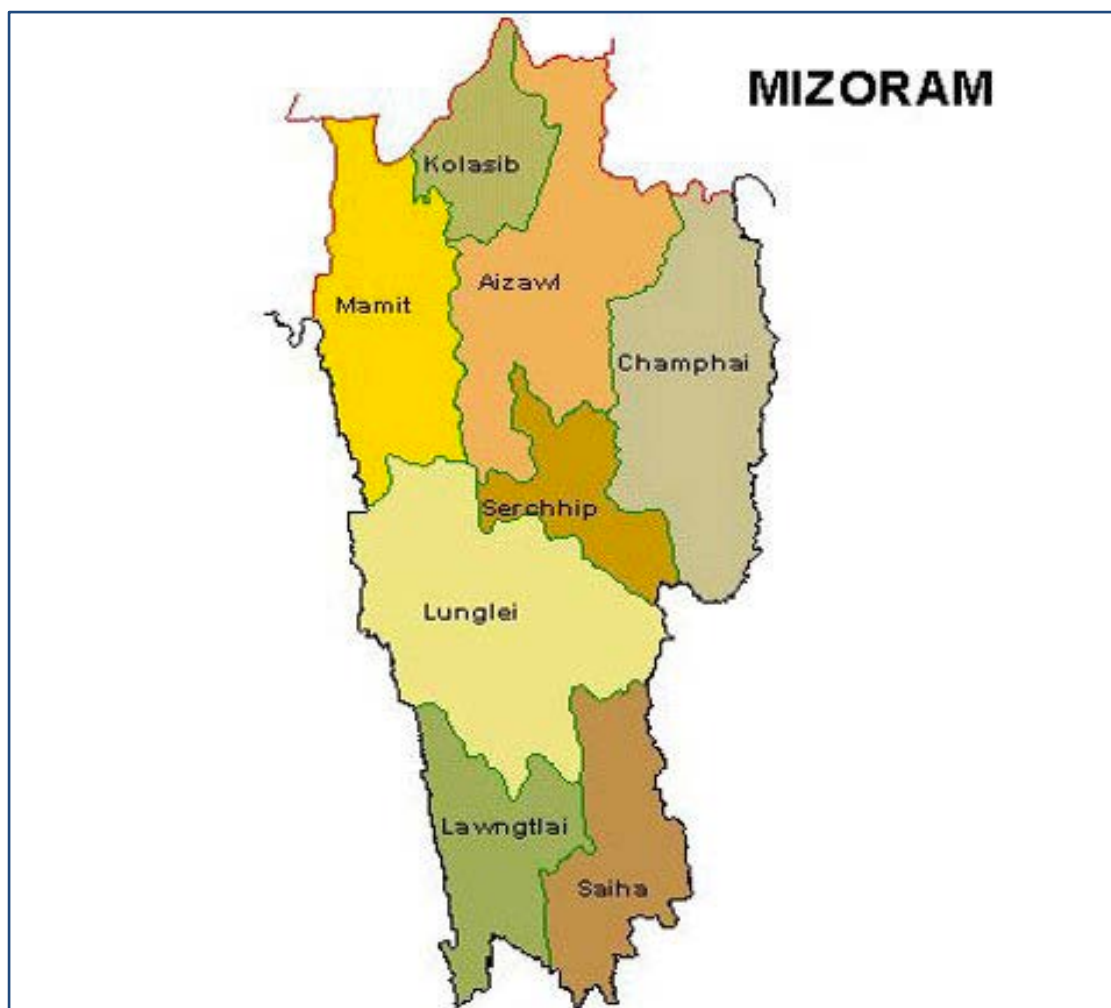 MIZORAM
Kolasib
Aizawl
Mamit
Champhai
Serchhip
Lunglei
Lawngtlai
Saiha